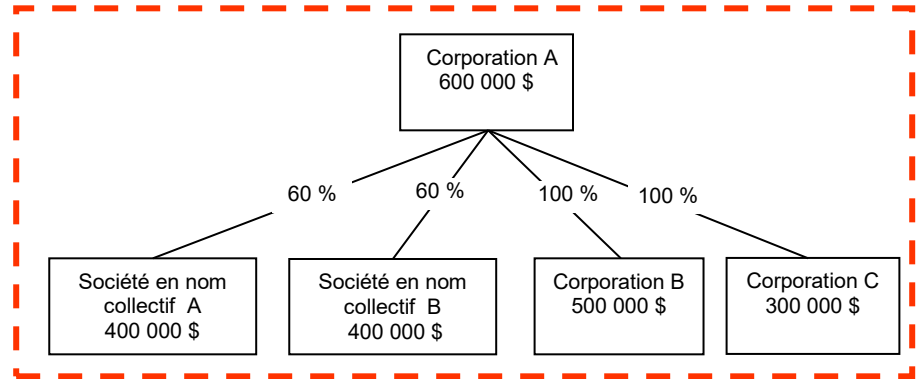 Corporation A
600 000 $
60 %
60 %
100 %
100 %
Société en nom
collectif A
400 000 $
Société en nom
collectif B
400 000 $
Corporation B
500 000 $
Corporation C
300 000 $